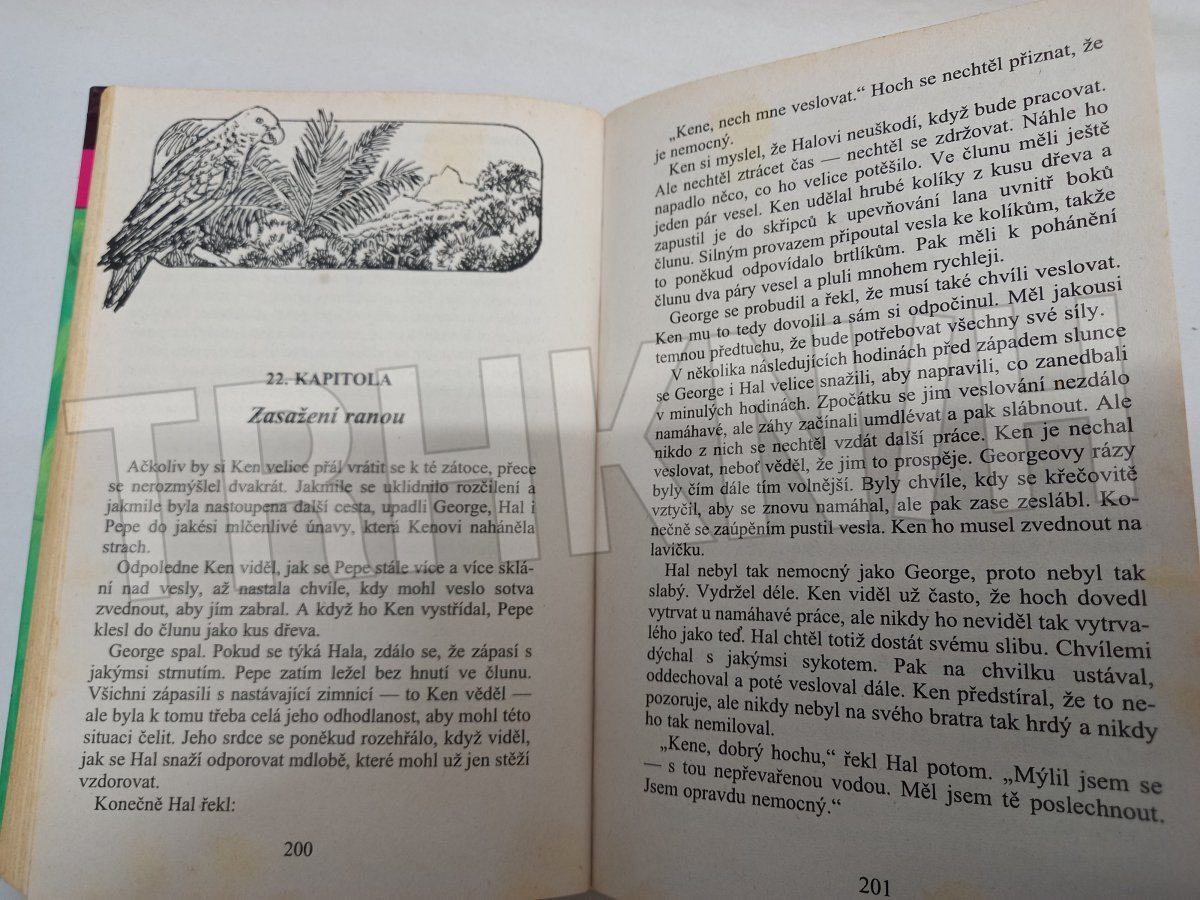 22. KAPITOLA
Zasažení ranou
Ačkoliv by si Ken velice přál vrátit se k té zátoce, přece
se nerozmýšlel dvakrát. Jakmile se uklidnilo rozčilení a
jakmile byla nastoupena další cesta, upadli George, Hal i
Pepe do jakési mlčenlivé únavy, která Kenovi naháněla
strach.
Odpoledne Ken viděl, jak se Pepe stále více a více sklá-
ní nad vesly, až nastala chvíle, kdy mohl veslo sotva
zvednout, aby jím zabral. A když ho Ken vystřídal, Pepe
klesl do člunu jako kus dřeva.
George spal. Pokud se týká Hala, zdálo se, že zápasí s
jakýmsi strnutím. Pepe zatím ležel bez hnutí ve člunu.
Všichni zápasili s nastávající zimnicí — to Ken věděl —
ale byla k tomu třeba celá jeho odhodlanost, aby mohl této
situaci čelit. Jeho srdce se poněkud rozehřálo, když viděl,
jak se Hal snaží odporovat mdlobě, které mohl už jen stěží
vzdorovat.
Konečně Hal řekl:
200
„Kene, nech mne veslovat.“ Hoch se nechtěl přiznat, že
je nemocný.
Ken si myslel, že Halovi neuškodí, když bude pracovat.
Ale nechtěl ztrácet čas — nechtěl se zdržovat. Náhle ho
napadlo něco, co ho velice potěšilo. Ve člunu měli ještě
jeden pár vesel. Ken udělal hrubé kolíky z kusu dřeva a
zapustil je do skřipců k upevňování lana uvnitř boků
člunu. Silným provazem připoutal vesla ke kolíkům, takže
to poněkud odpovídalo brtlíkům. Pak měli k pohánění
člunu dva páry vesel a pluli mnohem rychleji.
George se probudil a řekl, že musí také chvíli veslovat.
Ken mu to tedy dovolil a sám si odpočinul. Měl jakousi
temnou předtuchu, že bude potřebovat všechny své síly.
V několika následujících hodinách před západem slunce
se George i Hal velice snažili, aby napravili, co zanedbali
v minulých hodinách. Zpočátku se jim veslování nezdálo
namáhavé, ale záhy začínali umdlévat a pak slábnout. Ale
nikdo z nich se nechtěl vzdát další práce. Ken je nechal
veslovat, neboť věděl, že jim to prospěje. Georgeovy rázy
byly čím dále tím volnější. Byly chvíle, kdy se křečovitě
vztyčil, aby se znovu namáhal, ale pak zase zeslábl. Ko-
nečně se zaúpěním pustil vesla. Ken ho musel zvednout na
lavičku.
Hal nebyl tak nemocný jako George, proto nebyl tak
slabý. Vydržel déle. Ken viděl už často, že hoch dovedl
vytrvat u namáhavé práce, ale nikdy ho neviděl tak vytrva-
lého jako teď. Hal chtěl totiž dostát svému slibu. Chvílemi
dýchal s jakýmsi sykotem. Pak na chvilku ustával,
oddechoval a poté vesloval dále. Ken předstíral, že to ne-
pozoruje, ale nikdy nebyl na svého bratra tak hrdý a nikdy
ho tak nemiloval.
„Kene, dobrý hochu,“ řekl Hal potom. „Mýlil jsem se
— s tou nepřevařenou vodou. Měl jsem tě poslechnout.
Jsem opravdu nemocný.“
201
TRHKNIH